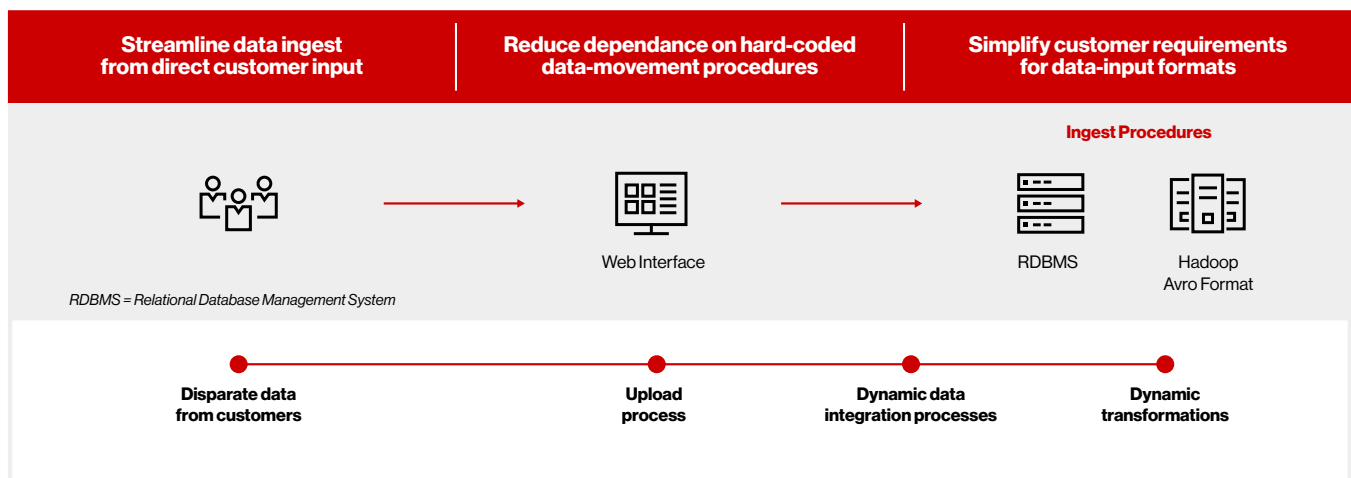 Streamline data ingest
from direct customer input
Reduce dependance on hard-coded
data-movement procedures
Simplify customer requirements
for data-input formats
Ingest Procedures
Web Interface
RDBMS
Hadoop
Avro Format
RDBMS = Relational Database Management System
Disparate data
from customers
Upload
process
Dynamic data
integration processes
Dynamic
transformations